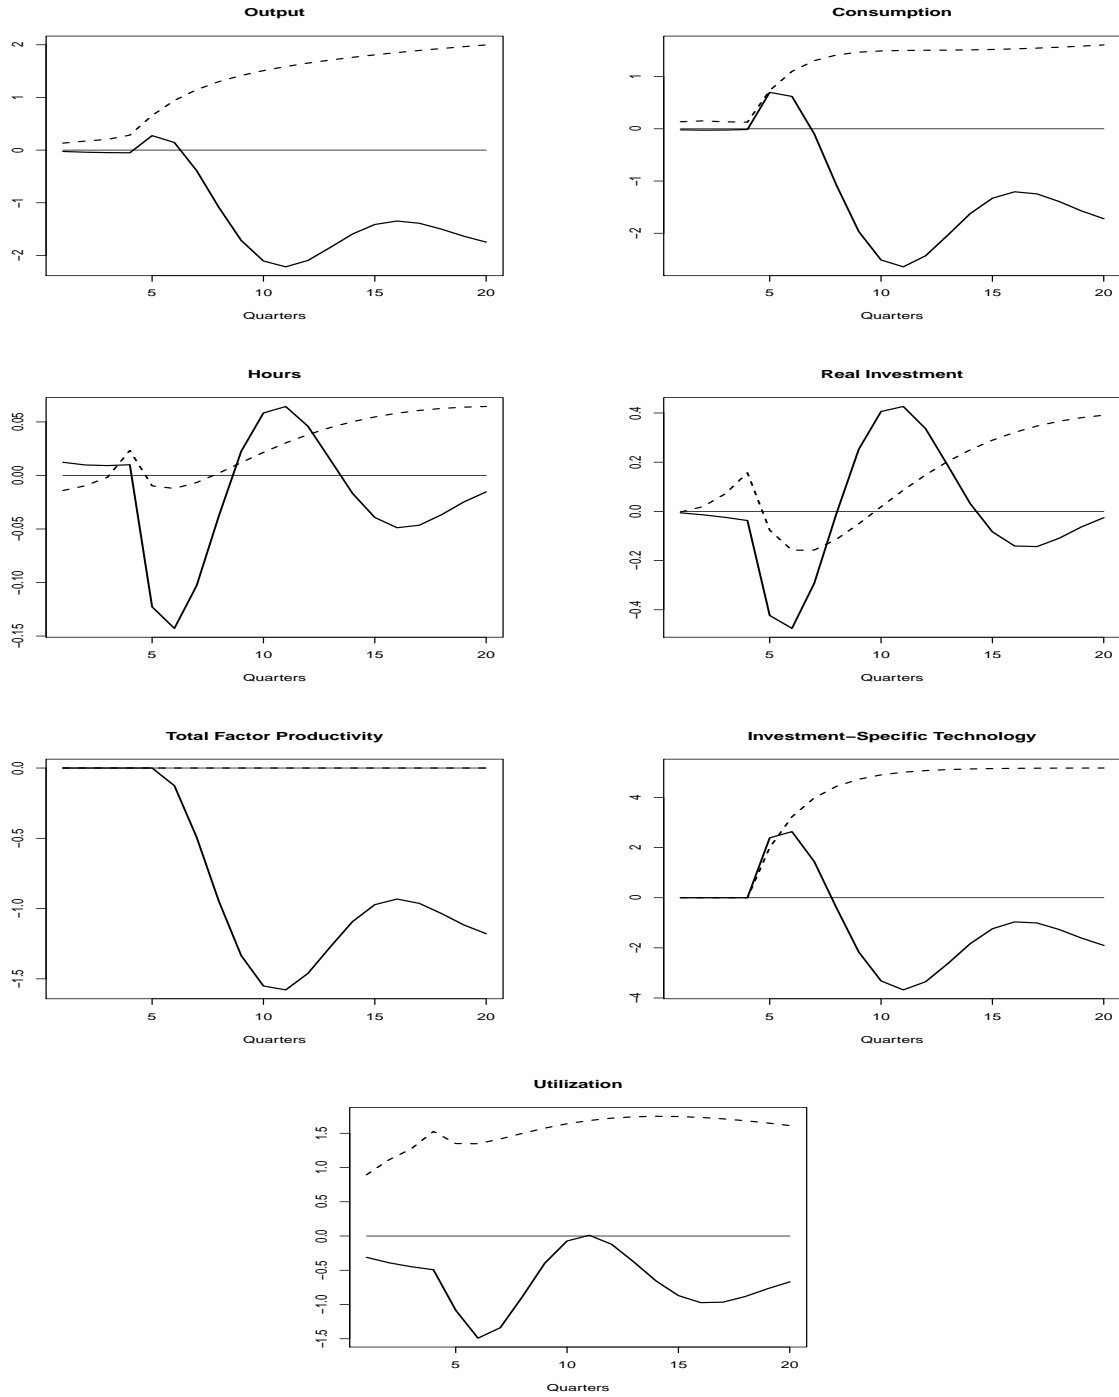 Output
Consumption
2
1
0
−1
−2
1
0
−1
−2
5 10 15 20
5 10 15 20
Quarters
Quarters
Hours
Real Investment
0.05
0.00
−0.05
−0.10
−0.15
0.4
0.2
0.0
−0.2
−0.4
5 10 15 20
5 10 15 20
Quarters
Quarters
Total Factor Productivity
Investment−Specific Technology
0.0
−0.5
−1.0
−1.5
4
2
0
−2
−4
5 10 15 20
5 10 15 20
Quarters
Quarters
Utilization
1.5
1.0
0.5
0.0
−0.5
−1.0
−1.5
5 10 15 20
Quarters